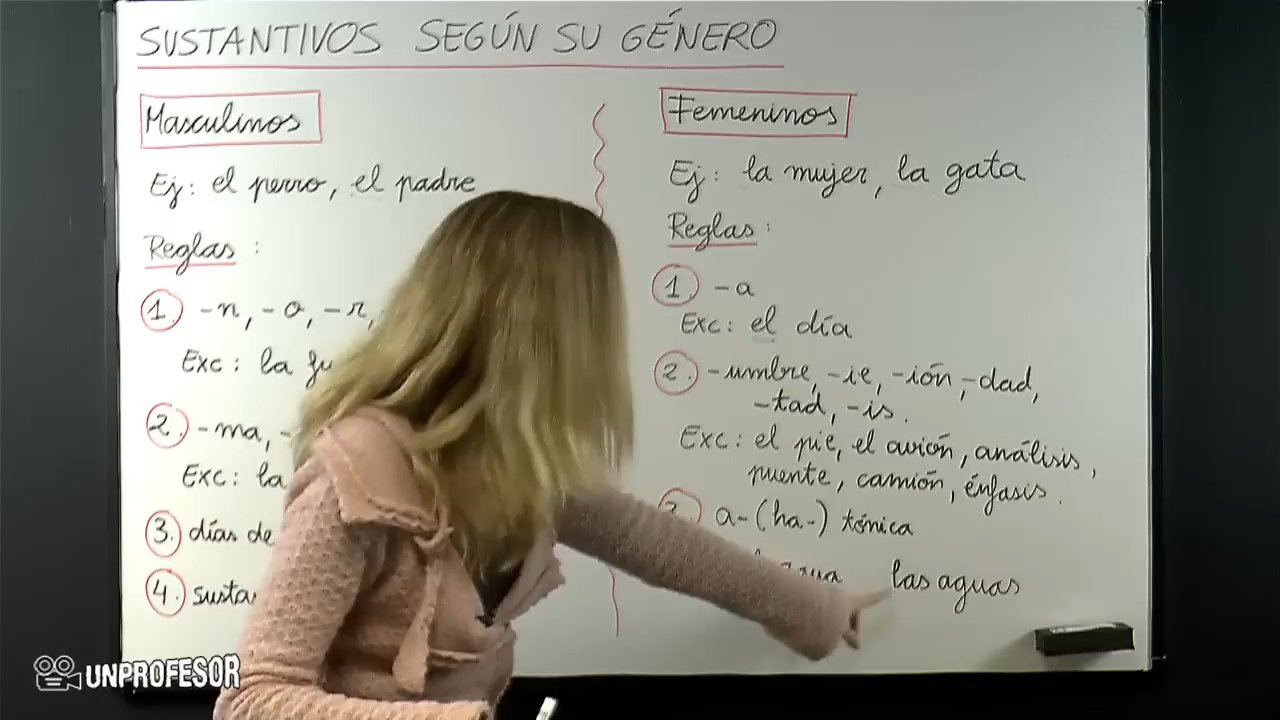 SUSTANTIVOS SEGÚN SU GÉNERO
Masculinos
Ej: el perro, el padre
Reglas:
1. -n, -o, -r,
Exc: la
2. -ma,
Exc: la
3. días de
4.
Femeninos
Ej: la mujer, la gata
Reglas:
1. -a
Exc: el día
2. -umbre, -ie, -ión, -dad,
-tad, -is.
Exc: el pie, el avión, análisis,
puente, camión, énfasis.
a- (ha-) tónica
las aguas
UNPROFESOR